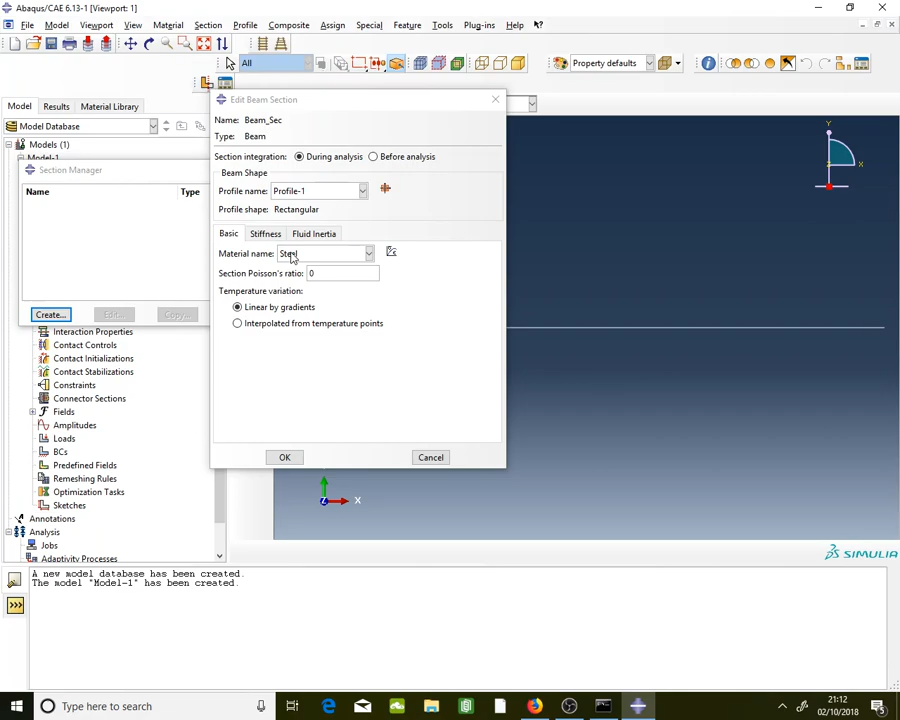 Abaqus/CAE 6.13-1 [Viewport: 1]
File Model Viewport View Material Section Profile Composite Assign Special Feature Tools Plug-ins Help
All
Property defaults
Model Results Material Library
Model Database
Models (1)
Model-1
Section Manager
Name Type
Create... Edit... Copy...
Interaction Properties
Contact Controls
Contact Initializations
Contact Stabilizations
Constraints
Connector Sections
Fields
Amplitudes
Loads
BCs
Predefined Fields
Remeshing Rules
Optimization Tasks
Sketches
Annotations
Analysis
Jobs
Adaptivity Processes
Edit Beam Section
Name: Beam_Sec
Type: Beam
Section integration: During analysis Before analysis
Beam Shape
Profile name: Profile-1
Profile shape: Rectangular
Basic Stiffness Fluid Inertia
Material name: Steel
Section Poisson's ratio: 0
Temperature variation:
Linear by gradients
Interpolated from temperature points
OK Cancel
Y
X
Z
X
SIMULIA
A new model database has been created.
The model "Model-1" has been created.
Type here to search
21:12
02/10/2018
5